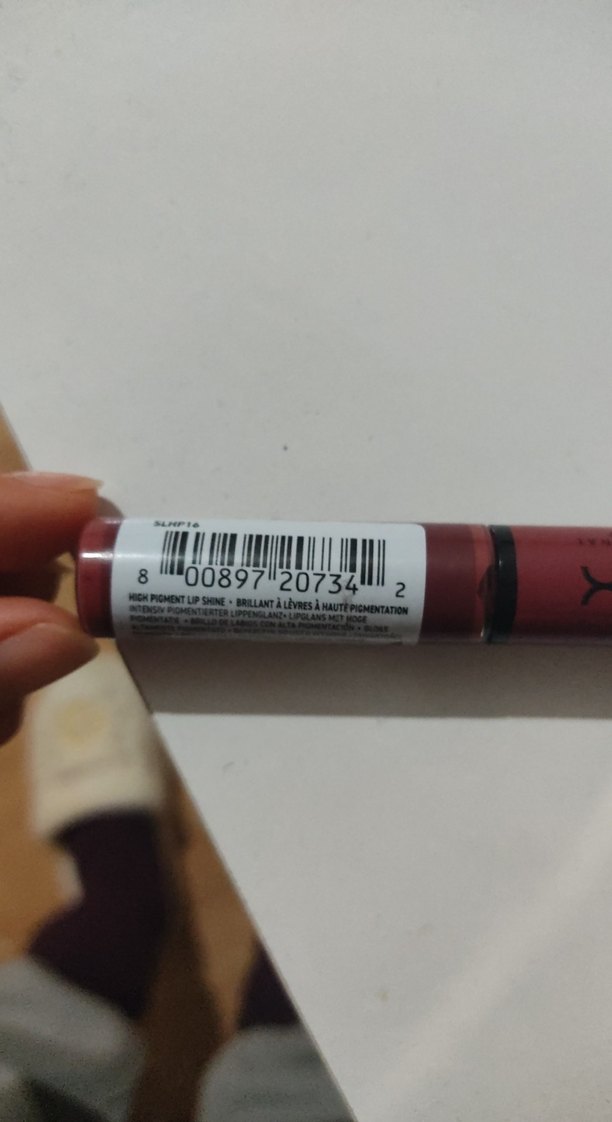 SLHP16
8 00897 20734 2
HIGH PIGMENT LIP SHINE • BRILLANT À LÈVRES À HAUTE PIGMENTATION
INTENSIV PIGMENTIERTER LIPPENGLANZ • LIPGLANS MET HOGE
PIGMENTATIE • BRILLO DE LABIOS CON ALTA PIGMENTACIÓN • GLOSS